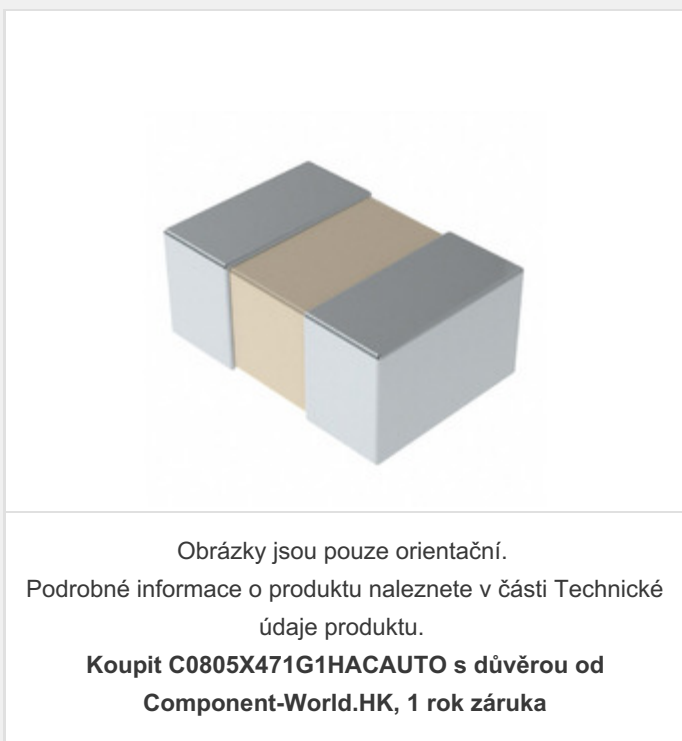 Obrázky jsou pouze orientační.
Podrobné informace o produktu naleznete v části Technické
údaje produktu.
Koupit C0805X471G1HACAUTO s důvěrou od
Component-World.HK, 1 rok záruka